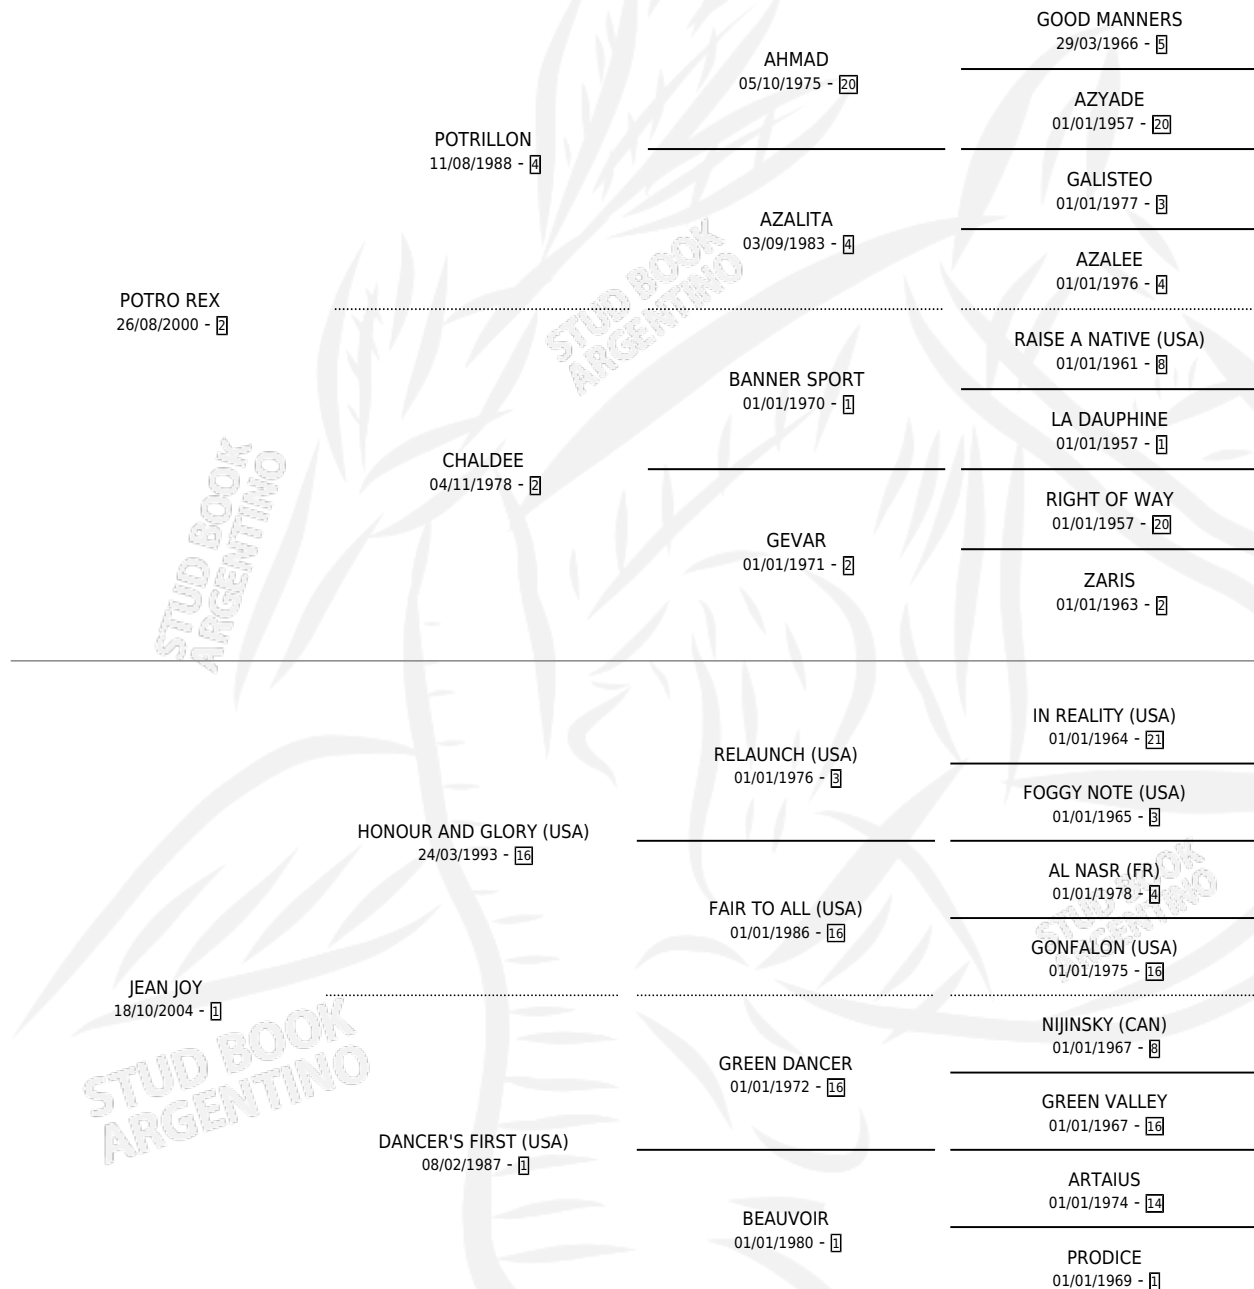 POTRO REX
26/08/2000 - 2
POTRILLON
11/08/1988 - 4
CHALDEE
04/11/1978 - 2
AHMAD
05/10/1975 - 20
AZALITA
03/09/1983 - 4
BANNER SPORT
01/01/1970 - 1
GEVAR
01/01/1971 - 2
GOOD MANNERS
29/03/1966 - 5
AZYADE
01/01/1957 - 20
GALISTEO
01/01/1977 - 3
AZALEE
01/01/1976 - 4
RAISE A NATIVE (USA)
01/01/1961 - 8
LA DAUPHINE
01/01/1957 - 1
RIGHT OF WAY
01/01/1957 - 20
ZARIS
01/01/1963 - 2
STUD BOOK
ARGENTINO
STUD BOOK
ARGENTINO
JEAN JOY
18/10/2004 - 1
HONOUR AND GLORY (USA)
24/03/1993 - 16
DANCER'S FIRST (USA)
08/02/1987 - 1
RELAUNCH (USA)
01/01/1976 - 3
FAIR TO ALL (USA)
01/01/1986 - 16
GREEN DANCER
01/01/1972 - 16
BEAUVOIR
01/01/1980 - 1
IN REALITY (USA)
01/01/1964 - 21
FOGGY NOTE (USA)
01/01/1965 - 3
AL NASR (FR)
01/01/1978 - 4
GONFALON (USA)
01/01/1975 - 16
NIJINSKY (CAN)
01/01/1967 - 8
GREEN VALLEY
01/01/1967 - 16
ARTAIUS
01/01/1974 - 14
PRODICE
01/01/1969 - 1
STUD BOOK
ARGENTINO
STUD BOOK
ARGENTINO